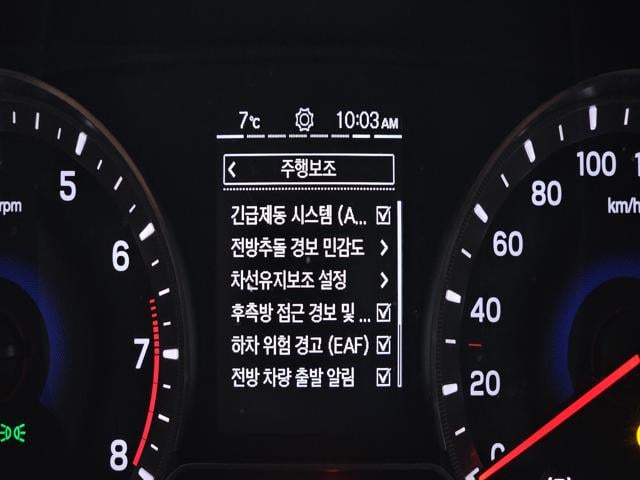 7°C 10:03 AM
< 주행보조
긴급제동 시스템 (A... ☑
전방추돌 경보 민감도 >
차선유지보조 설정 >
후측방 접근 경보 및 ... ☑
하차 위험 경고 (EAF) ☑
전방 차량 출발 알림 ☑
rpm
5
6
7
8
100
80
km/h
60
40
20
0